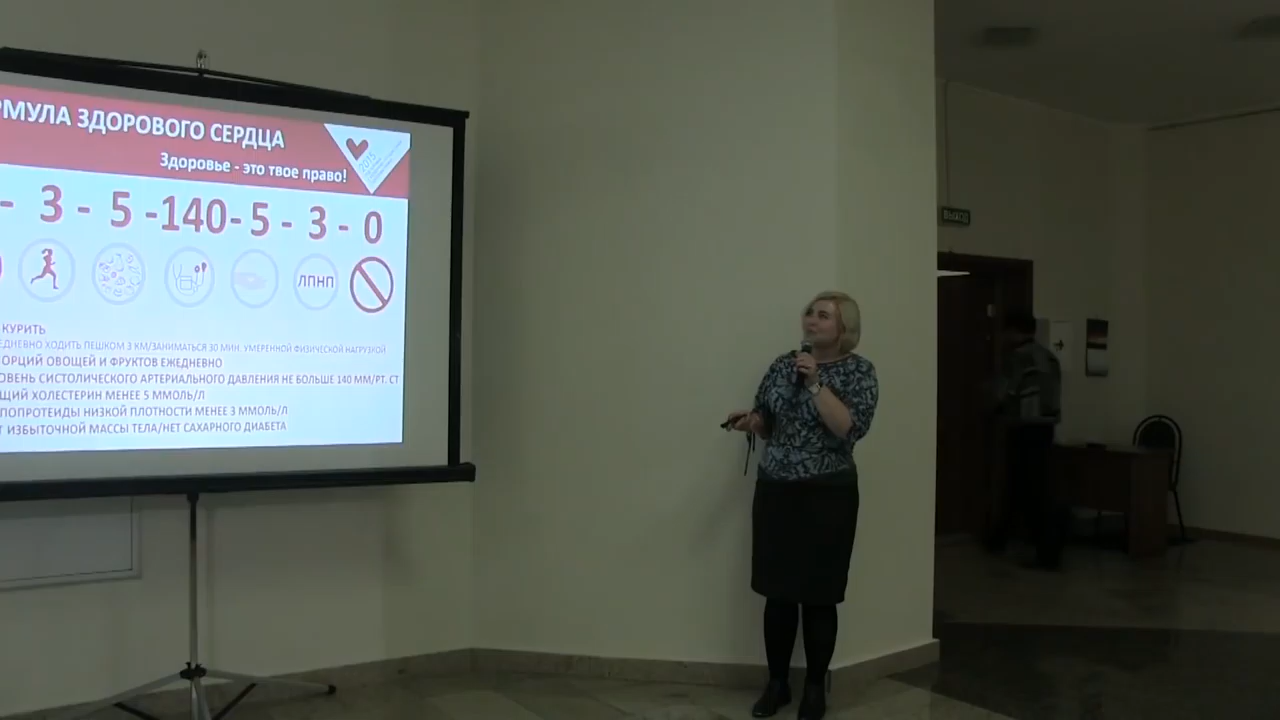 РМУЛА ЗДОРОВОГО СЕРДЦА
Здоровье - это твое право!
2015
- 3 - 5 -140- 5 - 3 - 0
ЛПНП
КУРИТЬ
ЕДНЕВНО ХОДИТЬ ПЕШКОМ 3 КМ/ЗАНИМАТЬСЯ 30 МИН. УМЕРЕННОЙ ФИЗИЧЕСКОЙ НАГРУЗКОЙ
ОРЦИЙ ОВОЩЕЙ И ФРУКТОВ ЕЖЕДНЕВНО
ОВЕНЬ СИСТОЛИЧЕСКОГО АРТЕРИАЛЬНОГО ДАВЛЕНИЯ НЕ БОЛЬШЕ 140 ММ/РТ. СТ
ЩИЙ ХОЛЕСТЕРИН МЕНЕЕ 5 ММОЛЬ/Л
ПОПРОТЕИДЫ НИЗКОЙ ПЛОТНОСТИ МЕНЕЕ 3 ММОЛЬ/Л
Т ИЗБЫТОЧНОЙ МАССЫ ТЕЛА/НЕТ САХАРНОГО ДИАБЕТА
ВЫХОД